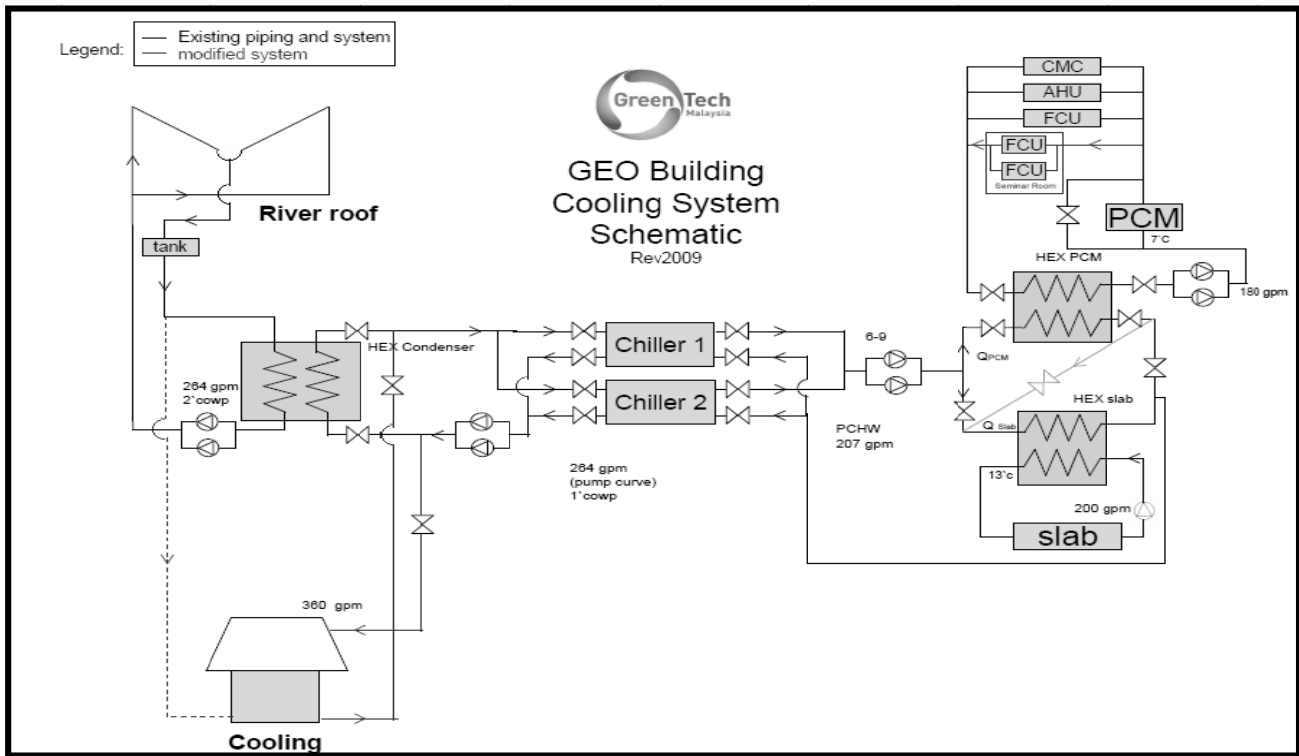 Legend:
Existing piping and system
modified system
Green Tech
Malaysia
GEO Building
Cooling System
Schematic
Rev2009
River roof
tank
HEX Condenser
264 gpm
2`cowp
360 gpm
Cooling
Chiller 1
Chiller 2
264 gpm
(pump curve)
1`cowp
6-9
PCHW
207 gpm
CMC
AHU
FCU
FCU
FCU
Seminar Room
PCM
7`c
HEX PCM
180 gpm
QPCM
HEX slab
Q Slab
13`c
200 gpm
slab